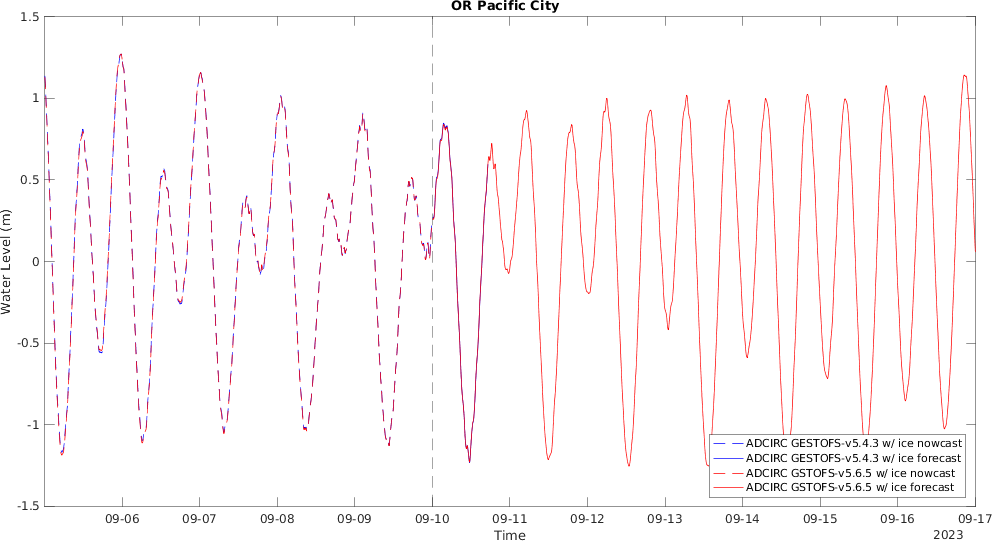 OR Pacific City
1.5
1
0.5
0
-0.5
-1
-1.5
Water Level (m)
ADCIRC GESTOFS-v5.4.3 w/ ice nowcast
ADCIRC GESTOFS-v5.4.3 w/ ice forecast
ADCIRC GSTOFS-v5.6.5 w/ ice nowcast
ADCIRC GSTOFS-v5.6.5 w/ ice forecast
09-06 09-07 09-08 09-09 09-10 09-11 09-12 09-13 09-14 09-15 09-16 09-17
Time
2023